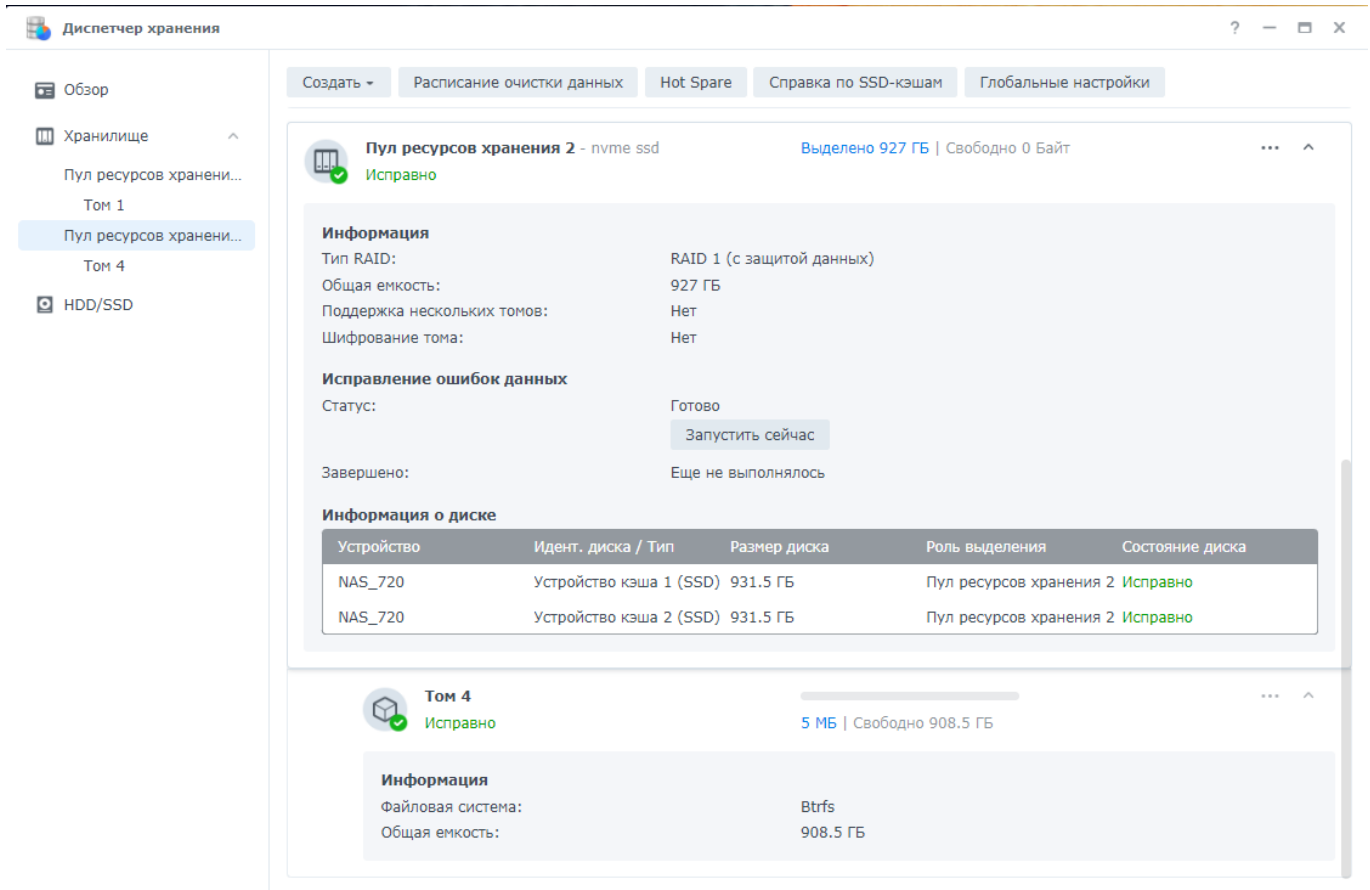 Диспетчер хранения
?
Обзор
Хранилище
Пул ресурсов хранени...
Том 1
Пул ресурсов хранени...
Том 4
HDD/SSD
Создать Расписание очистки данных Hot Spare Справка по SSD-кэшам Глобальные настройки
Пул ресурсов хранения 2 - nvme ssd Выделено 927 ГБ | Свободно 0 Байт
Исправно
Информация
Тип RAID: RAID 1 (с защитой данных)
Общая емкость: 927 ГБ
Поддержка нескольких томов: Нет
Шифрование тома: Нет
Исправление ошибок данных
Статус: Готово
Запустить сейчас
Завершено: Еще не выполнялось
Информация о диске
Устройство Идент. диска / Тип Размер диска Роль выделения Состояние диска
NAS_720 Устройство кэша 1 (SSD) 931.5 ГБ Пул ресурсов хранения 2 Исправно
NAS_720 Устройство кэша 2 (SSD) 931.5 ГБ Пул ресурсов хранения 2 Исправно
Том 4
Исправно 5 МБ | Свободно 908.5 ГБ
Информация
Файловая система: Btrfs
Общая емкость: 908.5 ГБ